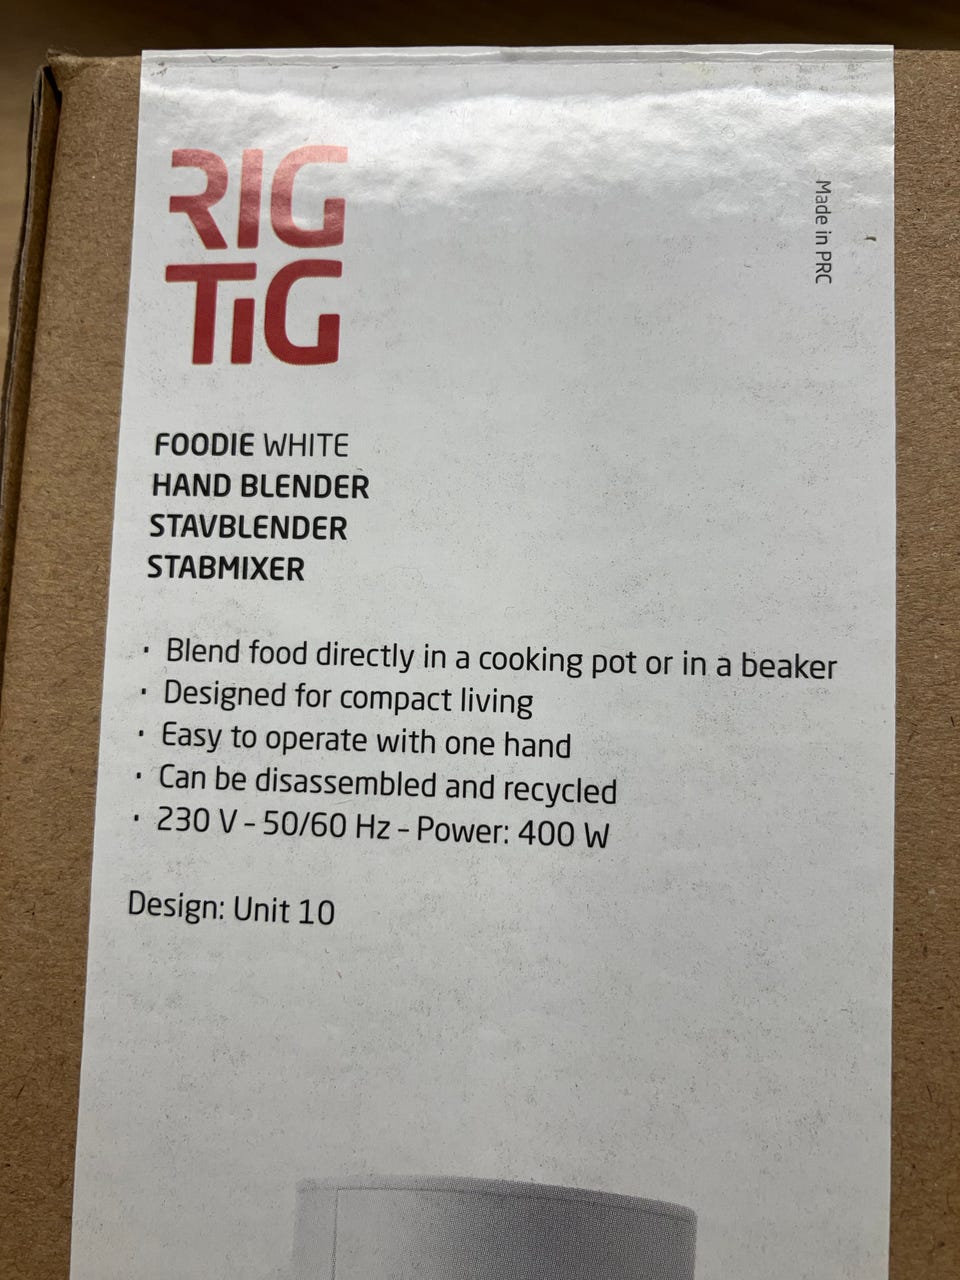 RIG
TIG
Made in PRC
FOODIE WHITE
HAND BLENDER
STAVBLENDER
STABMIXER
· Blend food directly in a cooking pot or in a beaker
· Designed for compact living
· Easy to operate with one hand
· Can be disassembled and recycled
· 230 V – 50/60 Hz – Power: 400 W
Design: Unit 10